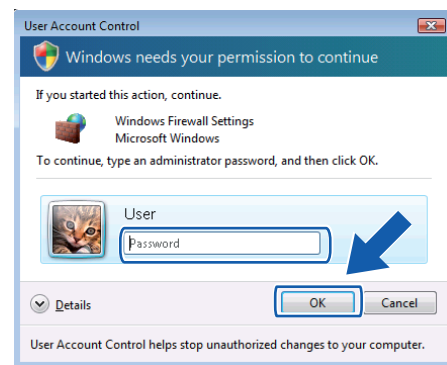 User Account Control
Windows needs your permission to continue
If you started this action, continue.
Windows Firewall Settings
Microsoft Windows
To continue, type an administrator password, and then click OK.
User
Password
Details
OK
Cancel
User Account Control helps stop unauthorized changes to your computer.